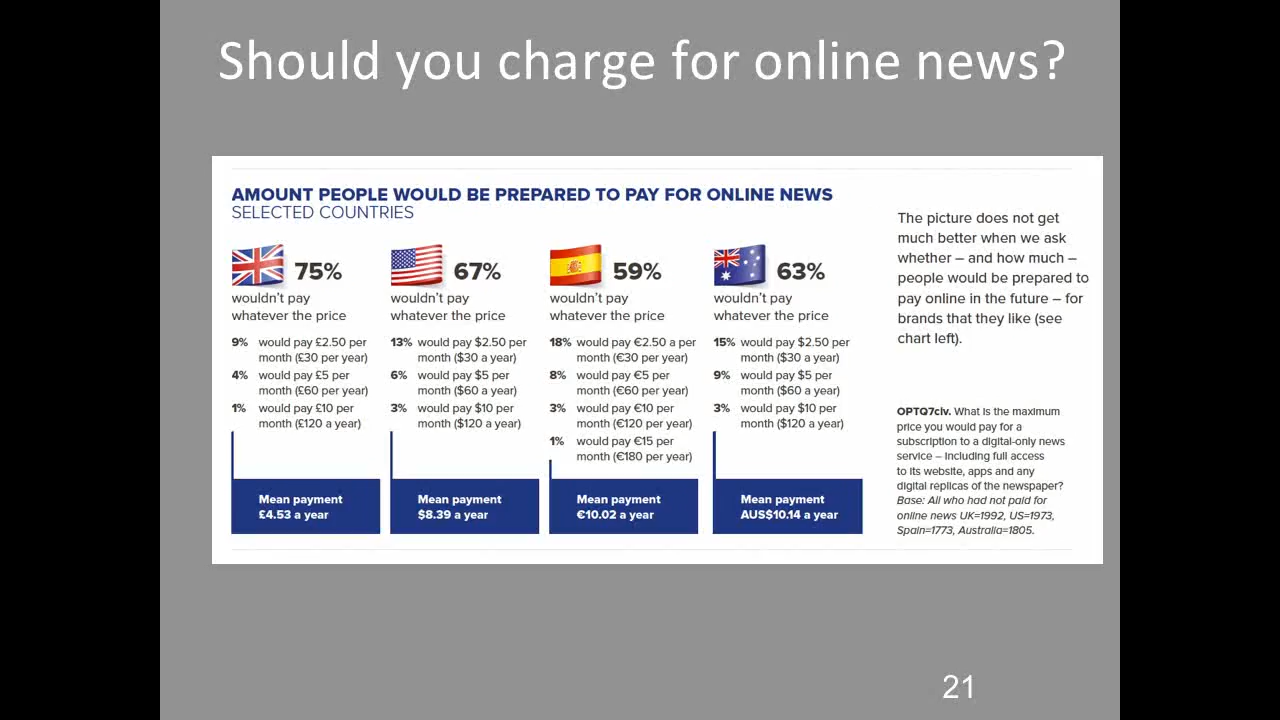 Should you charge for online news?
AMOUNT PEOPLE WOULD BE PREPARED TO PAY FOR ONLINE NEWS
SELECTED COUNTRIES
75%
wouldn't pay
whatever the price
9% would pay £2.50 per
month (£30 per year)
4% would pay £5 per
month (£60 per year)
1% would pay £10 per
month (£120 a year)
Mean payment
£4.53 a year
67%
wouldn't pay
whatever the price
13% would pay $2.50 per
month ($30 a year)
6% would pay $5 per
month ($60 a year)
3% would pay $10 per
month ($120 a year)
Mean payment
$8.39 a year
59%
wouldn't pay
whatever the price
18% would pay €2.50 a per
month (€30 per year)
8% would pay €5 per
month (€60 per year)
3% would pay €10 per
month (€120 per year)
1% would pay €15 per
month (€180 per year)
Mean payment
€10.02 a year
63%
wouldn't pay
whatever the price
15% would pay $2.50 per
month ($30 a year)
9% would pay $5 per
month ($60 a year)
3% would pay $10 per
month ($120 a year)
Mean payment
AUS$10.14 a year
The picture does not get
much better when we ask
whether – and how much –
people would be prepared to
pay online in the future – for
brands that they like (see
chart left).
OPTQ7civ. What is the maximum
price you would pay for a
subscription to a digital-only news
service – including full access
to its website, apps and any
digital replicas of the newspaper?
Base: All who had not paid for
online news UK=1992, US=1973,
Spain=1773, Australia=1805.
21